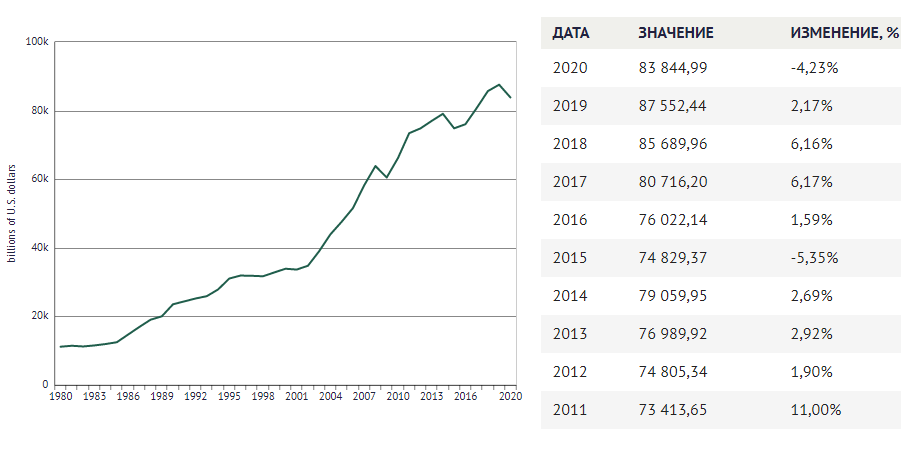 100k
80k
60k
40k
20k
0
billions of U.S. dollars
1980 1983 1986 1989 1992 1995 1998 2001 2004 2007 2010 2013 2016 2020
ДАТА ЗНАЧЕНИЕ ИЗМЕНЕНИЕ, %
2020 83 844,99 -4,23%
2019 87 552,44 2,17%
2018 85 689,96 6,16%
2017 80 716,20 6,17%
2016 76 022,14 1,59%
2015 74 829,37 -5,35%
2014 79 059,95 2,69%
2013 76 989,92 2,92%
2012 74 805,34 1,90%
2011 73 413,65 11,00%